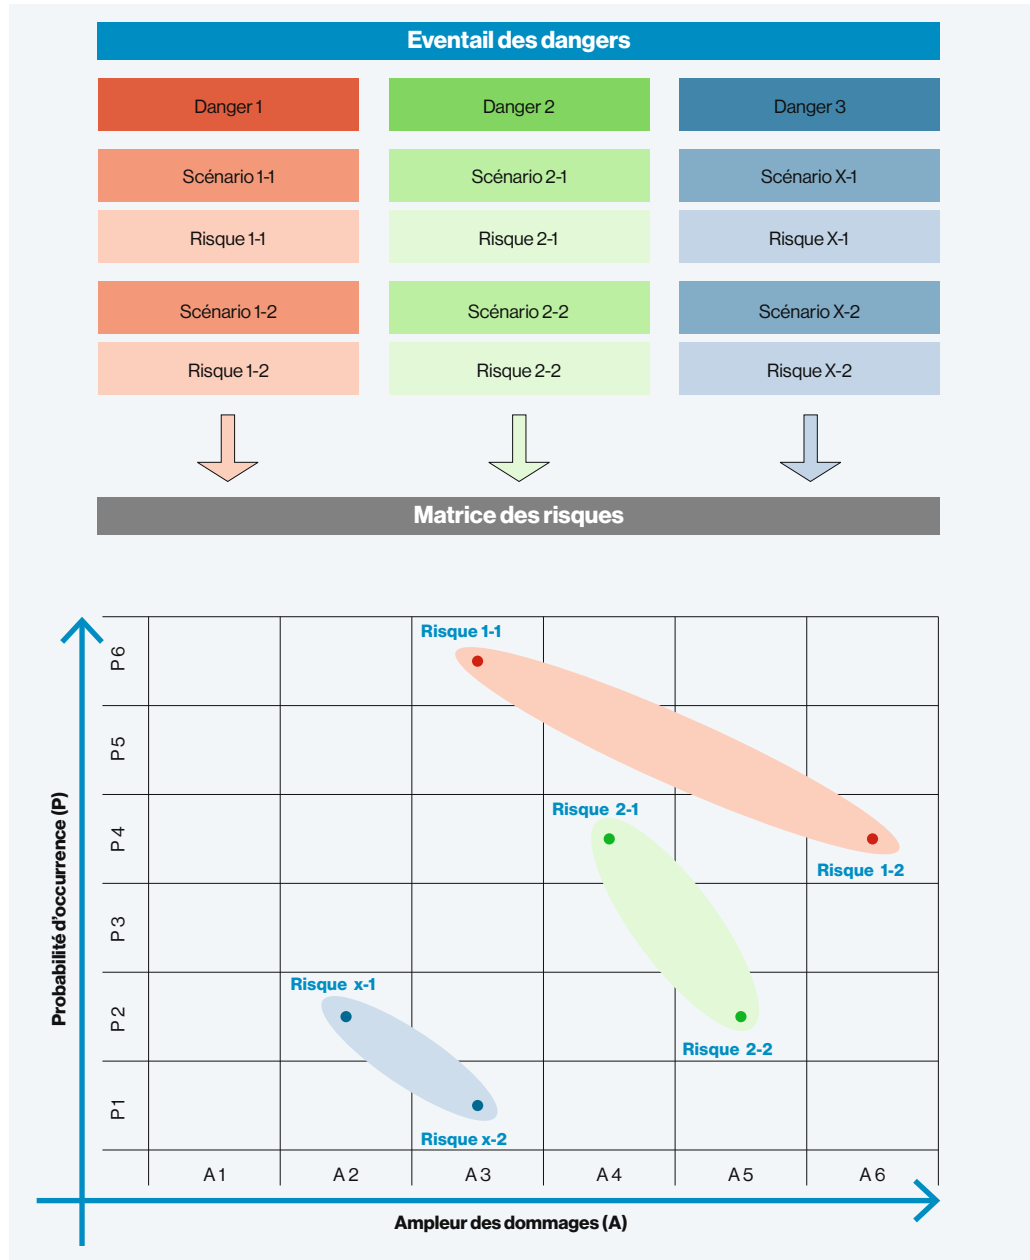 Eventail des dangers
Danger 1
Danger 2
Danger 3
Scénario 1-1
Scénario 2-1
Scénario X-1
Risque 1-1
Risque 2-1
Risque X-1
Scénario 1-2
Scénario 2-2
Scénario X-2
Risque 1-2
Risque 2-2
Risque X-2
Matrice des risques
Probabilité d'occurrence (P)
P6
P5
P4
P3
P2
P1
Risque 1-1
Risque 2-1
Risque 1-2
Risque x-1
Risque 2-2
Risque x-2
A1
A2
A3
A4
A5
A6
Ampleur des dommages (A)